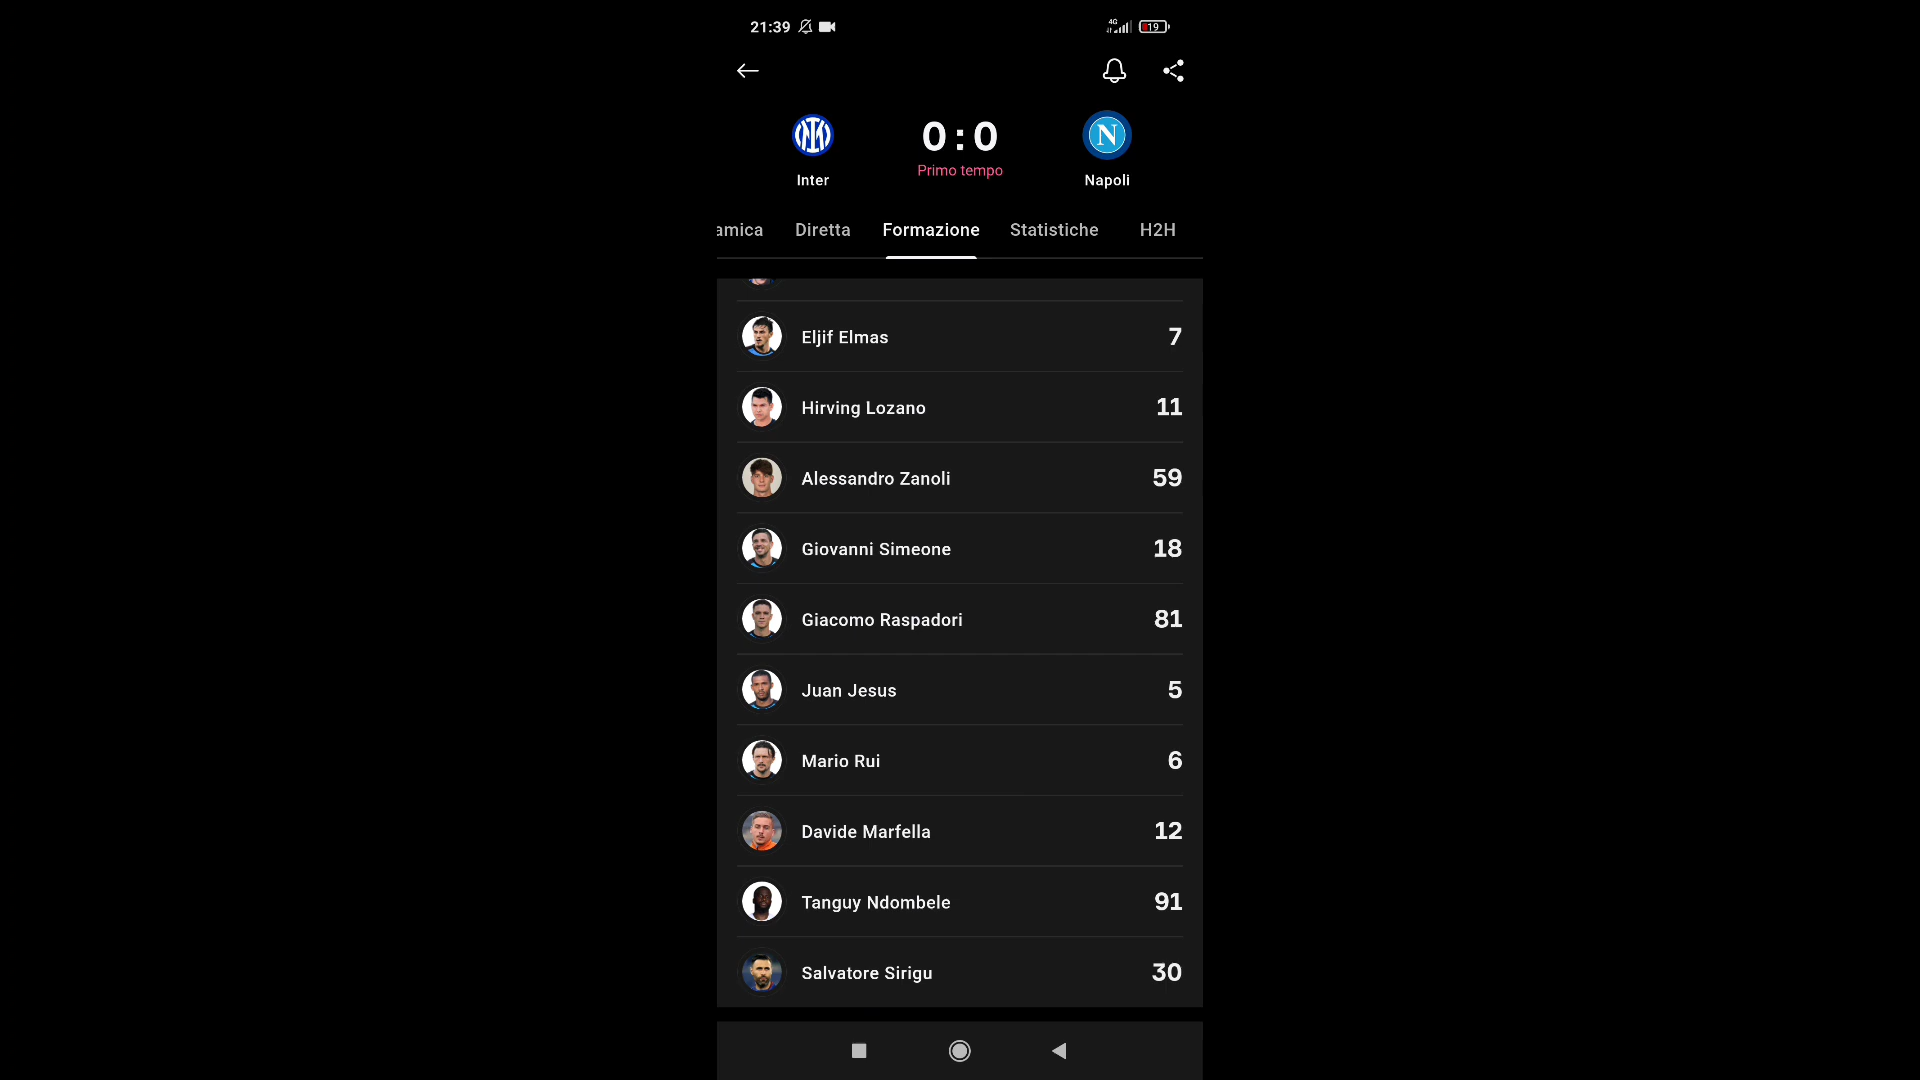 21:39
4G
19
0 : 0
N
Primo tempo
Inter
Napoli
amica Diretta Formazione Statistiche H2H
Eljif Elmas 7
Hirving Lozano 11
Alessandro Zanoli 59
Giovanni Simeone 18
Giacomo Raspadori 81
Juan Jesus 5
Mario Rui 6
Davide Marfella 12
Tanguy Ndombele 91
Salvatore Sirigu 30